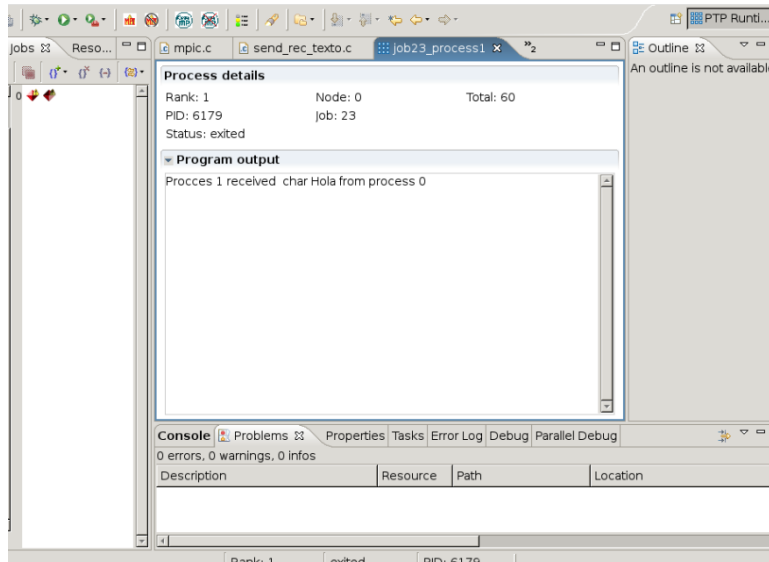 PTP Runti...
Jobs
Reso...
mpic.c
send_rec_texto.c
job23_process1
»2
Outline
0
Process details
Rank: 1 Node: 0 Total: 60
PID: 6179 Job: 23
Status: exited
Program output
Procces 1 received  char Hola from process 0
An outline is not availabl
Console Problems Properties Tasks Error Log Debug Parallel Debug
0 errors, 0 warnings, 0 infos
Description Resource Path Location
Rank: 1 exited PID: 6179